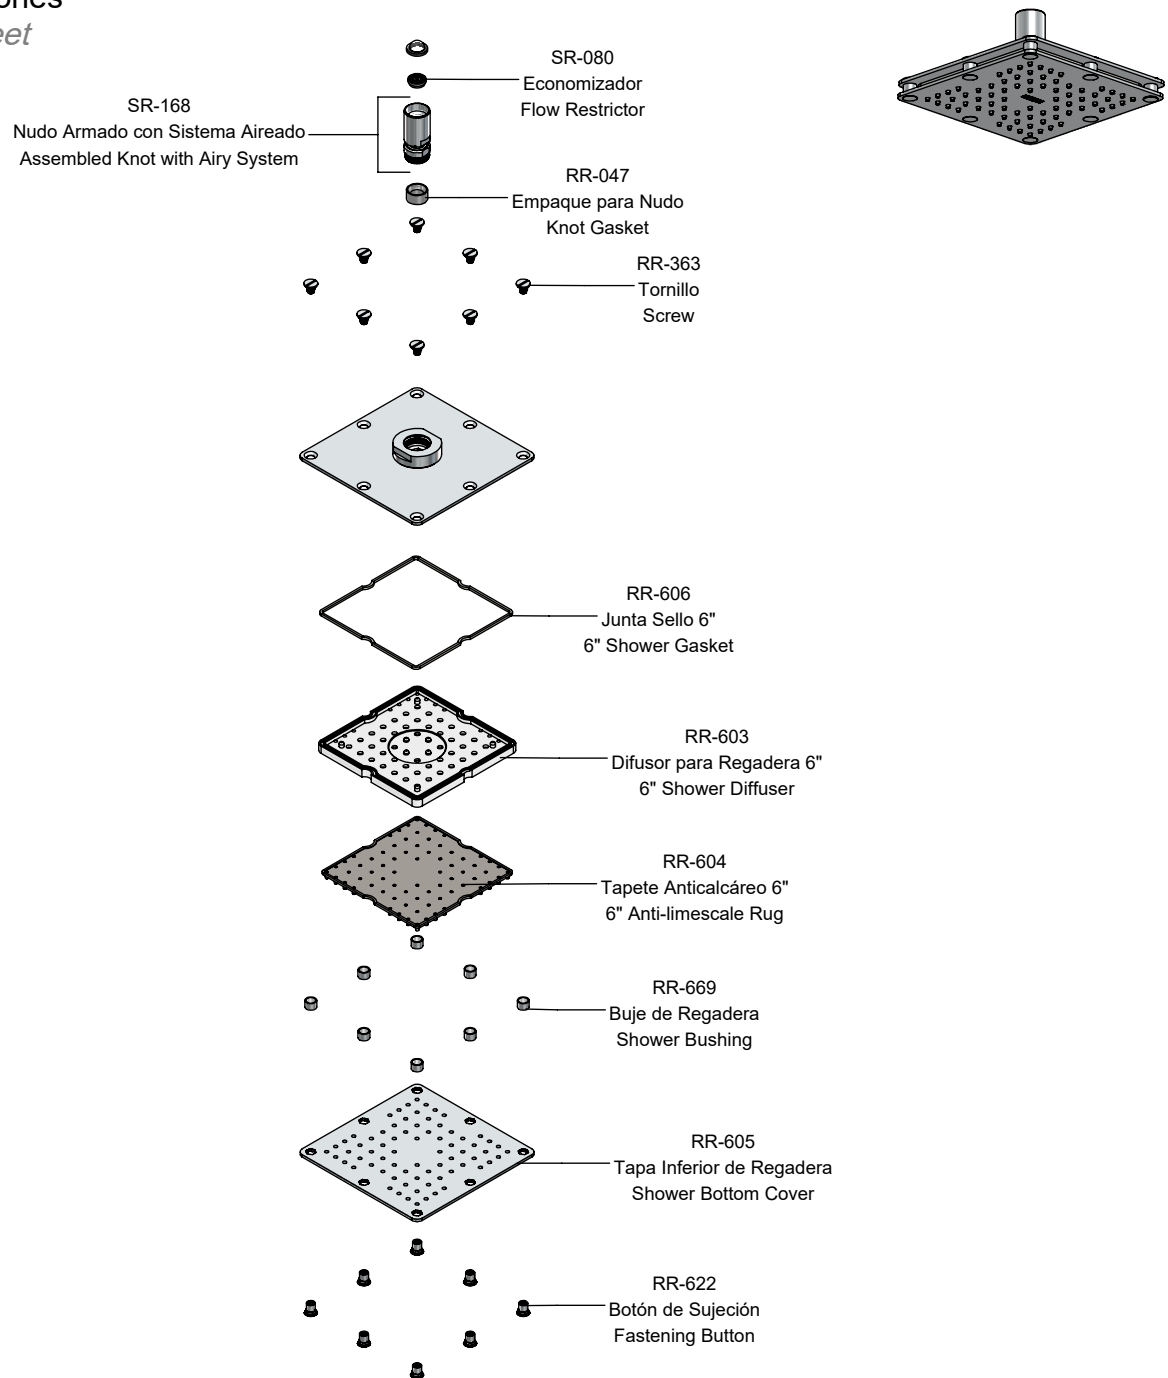 SR-080
Economizador
Flow Restrictor
SR-168
Nudo Armado con Sistema Aireado
Assembled Knot with Airy System
RR-047
Empaque para Nudo
Knot Gasket
RR-363
Tornillo
Screw
RR-606
Junta Sello 6"
6" Shower Gasket
RR-603
Difusor para Regadera 6"
6" Shower Diffuser
RR-604
Tapete Anticalcáreo 6"
6" Anti-limescale Rug
RR-669
Buje de Regadera
Shower Bushing
RR-605
Tapa Inferior de Regadera
Shower Bottom Cover
RR-622
Botón de Sujeción
Fastening Button